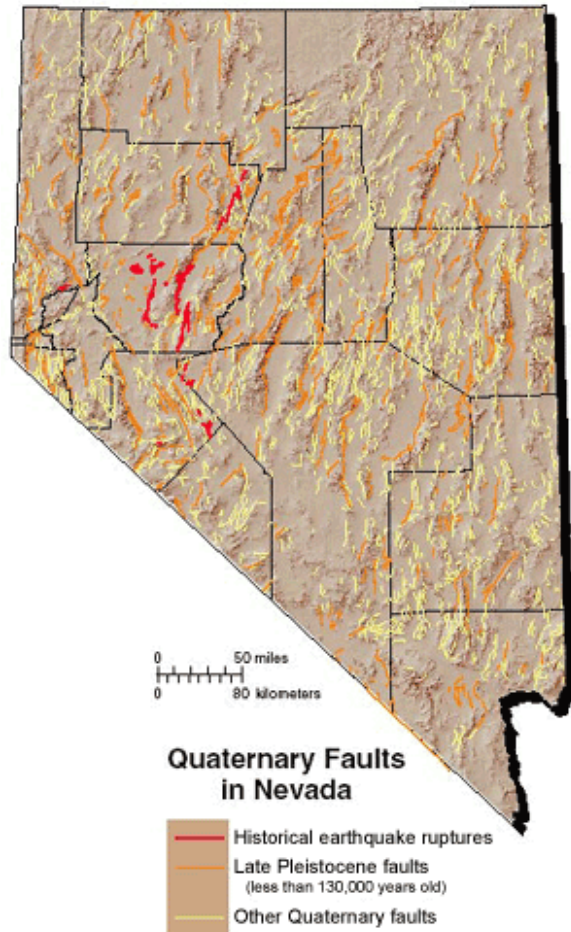 0 50 miles
0 80 kilometers
Quaternary Faults
in Nevada
Historical earthquake ruptures
Late Pleistocene faults
(less than 130,000 years old)
Other Quaternary faults